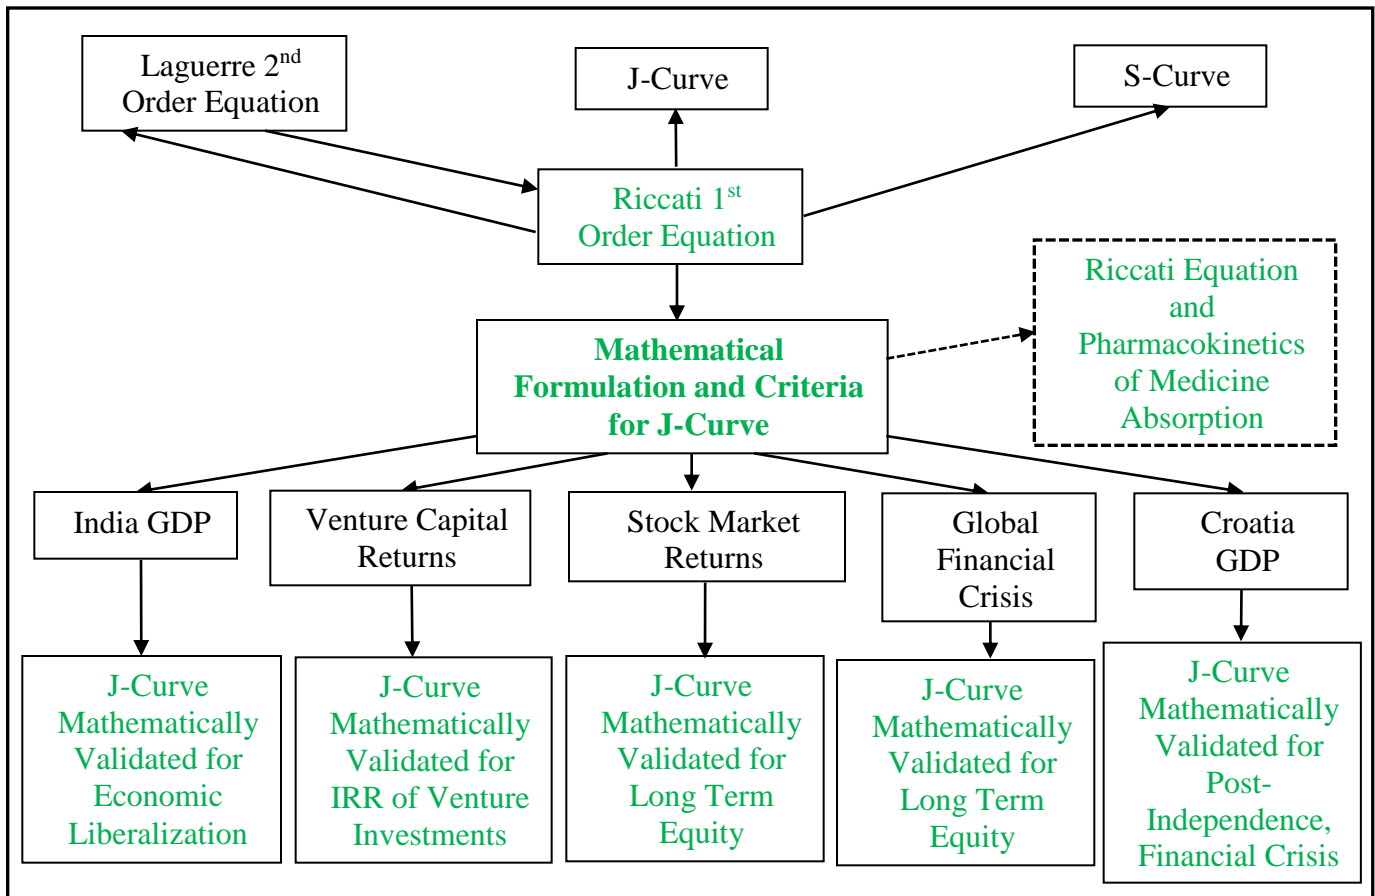 Laguerre 2nd
Order Equation
J-Curve
S-Curve
Riccati 1st
Order Equation
Riccati Equation
and
Pharmacokinetics
of Medicine
Absorption
Mathematical
Formulation and Criteria
for J-Curve
India GDP
Venture Capital
Returns
Stock Market
Returns
Global
Financial
Crisis
Croatia
GDP
J-Curve
Mathematically
Validated for
Economic
Liberalization
J-Curve
Mathematically
Validated for
IRR of Venture
Investments
J-Curve
Mathematically
Validated for
Long Term
Equity
J-Curve
Mathematically
Validated for
Long Term
Equity
J-Curve
Mathematically
Validated for
Post-
Independence,
Financial Crisis